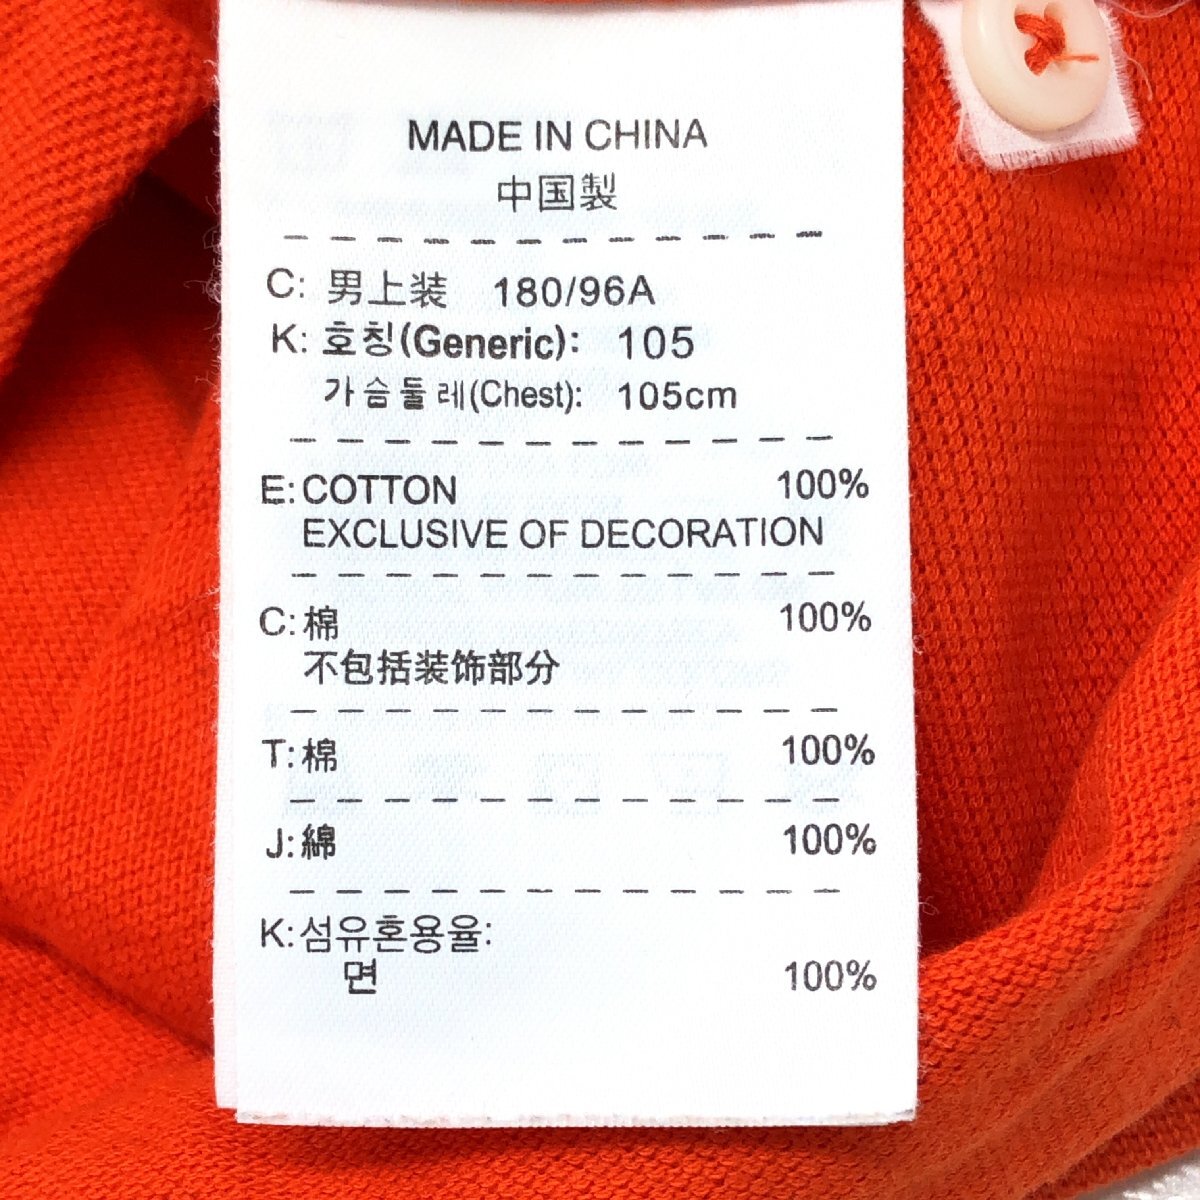 MADE IN CHINA
中国製
C: 男上装 180/96A
K: 호칭(Generic): 105
가슴둘레(Chest): 105cm
E: COTTON 100%
EXCLUSIVE OF DECORATION
C: 棉 100%
不包括装饰部分
T: 棉 100%
J: 綿 100%
K: 섬유혼용율:
면 100%